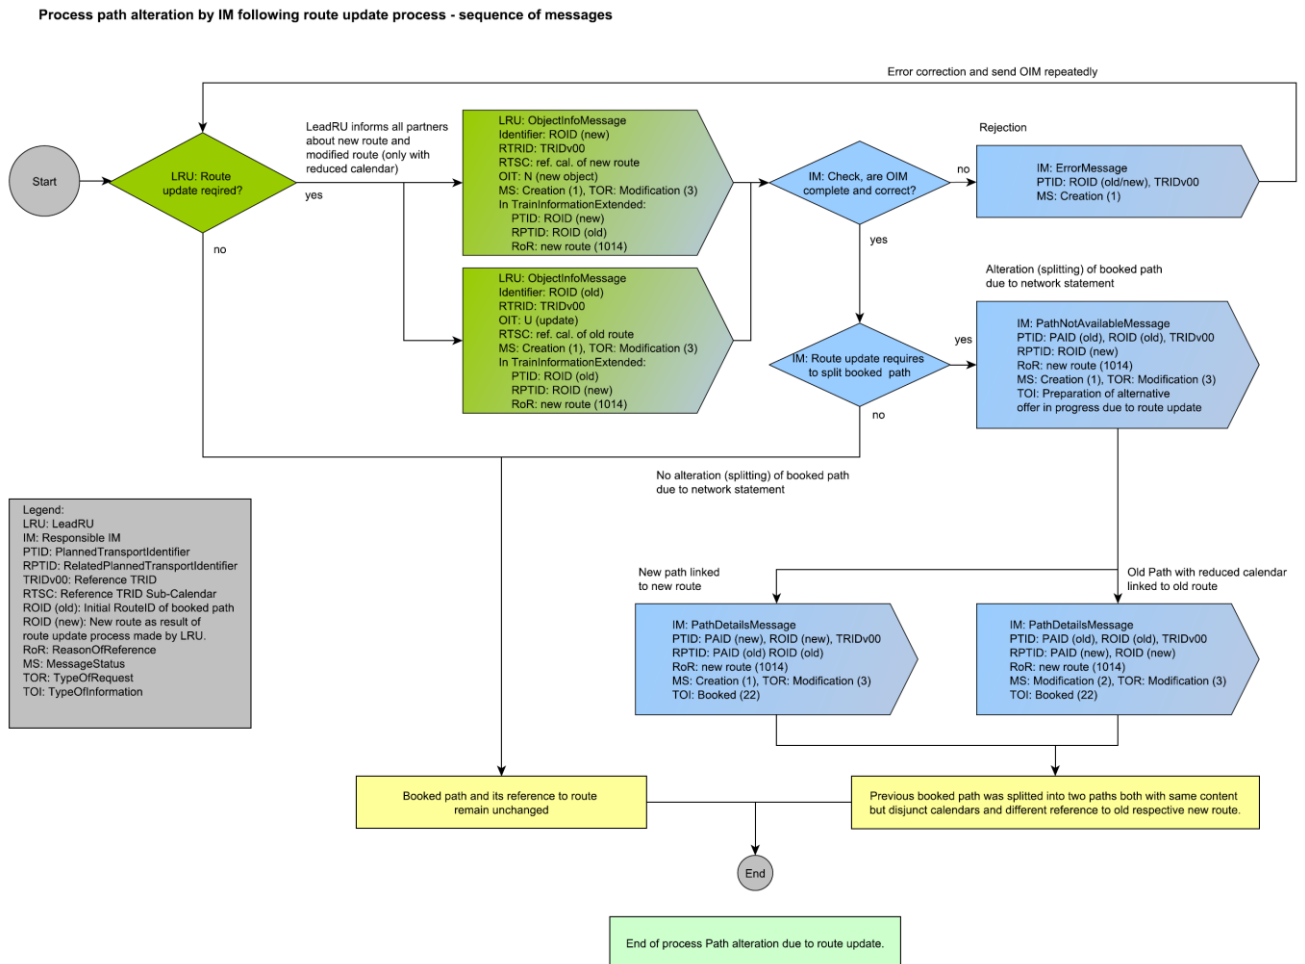 Process path alteration by IM following route update process - sequence of messages
Error correction and send OIM repeatedly
Start
LRU: Route
update reqired?
yes
no
LeadRU informs all partners
about new route and
modified route (only with
reduced calendar)
LRU: ObjectInfoMessage
Identifier: ROID (new)
RTRID: TRIDv00
RTSC: ref. cal. of new route
OIT: N (new object)
MS: Creation (1), TOR: Modification (3)
In TrainInformationExtended:
PTID: ROID (new)
RPTID: ROID (old)
RoR: new route (1014)
LRU: ObjectInfoMessage
Identifier: ROID (old)
RTRID: TRIDv00
OIT: U (update)
RTSC: ref. cal. of old route
MS: Creation (1), TOR: Modification (3)
In TrainInformationExtended:
PTID: ROID (old)
RPTID: ROID (new)
RoR: new route (1014)
IM: Check, are OIM
complete and correct?
no
yes
Rejection
IM: ErrorMessage
PTID: ROID (old/new), TRIDv00
MS: Creation (1)
IM: Route update requires
to split booked path
yes
no
Alteration (splitting) of booked path
due to network statement
IM: PathNotAvailableMessage
PTID: PAID (old), ROID (old), TRIDv00
RPTID: ROID (new)
RoR: new route (1014)
MS: Creation (1), TOR: Modification (3)
TOI: Preparation of alternative
offer in progress due to route update
No alteration (splitting) of booked path
due to network statement
Legend:
LRU: LeadRU
IM: Responsible IM
PTID: PlannedTransportIdentifier
RPTID: RelatedPlannedTransportIdentifier
TRIDv00: Reference TRID
RTSC: Reference TRID Sub-Calendar
ROID (old): Initial RouteID of booked path
ROID (new): New route as result of
route update process made by LRU.
RoR: ReasonOfReference
MS: MessageStatus
TOR: TypeOfRequest
TOI: TypeOfInformation
New path linked
to new route
IM: PathDetailsMessage
PTID: PAID (new), ROID (new), TRIDv00
RPTID: PAID (old) ROID (old)
RoR: new route (1014)
MS: Creation (1), TOR: Modification (3)
TOI: Booked (22)
Old Path with reduced calendar
linked to old route
IM: PathDetailsMessage
PTID: PAID (old), ROID (old), TRIDv00
RPTID: PAID (new), ROID (new)
RoR: new route (1014)
MS: Modification (2), TOR: Modification (3)
TOI: Booked (22)
Booked path and its reference to route
remain unchanged
Previous booked path was splitted into two paths both with same content
but disjunct calendars and different reference to old respective new route.
End
End of process Path alteration due to route update.